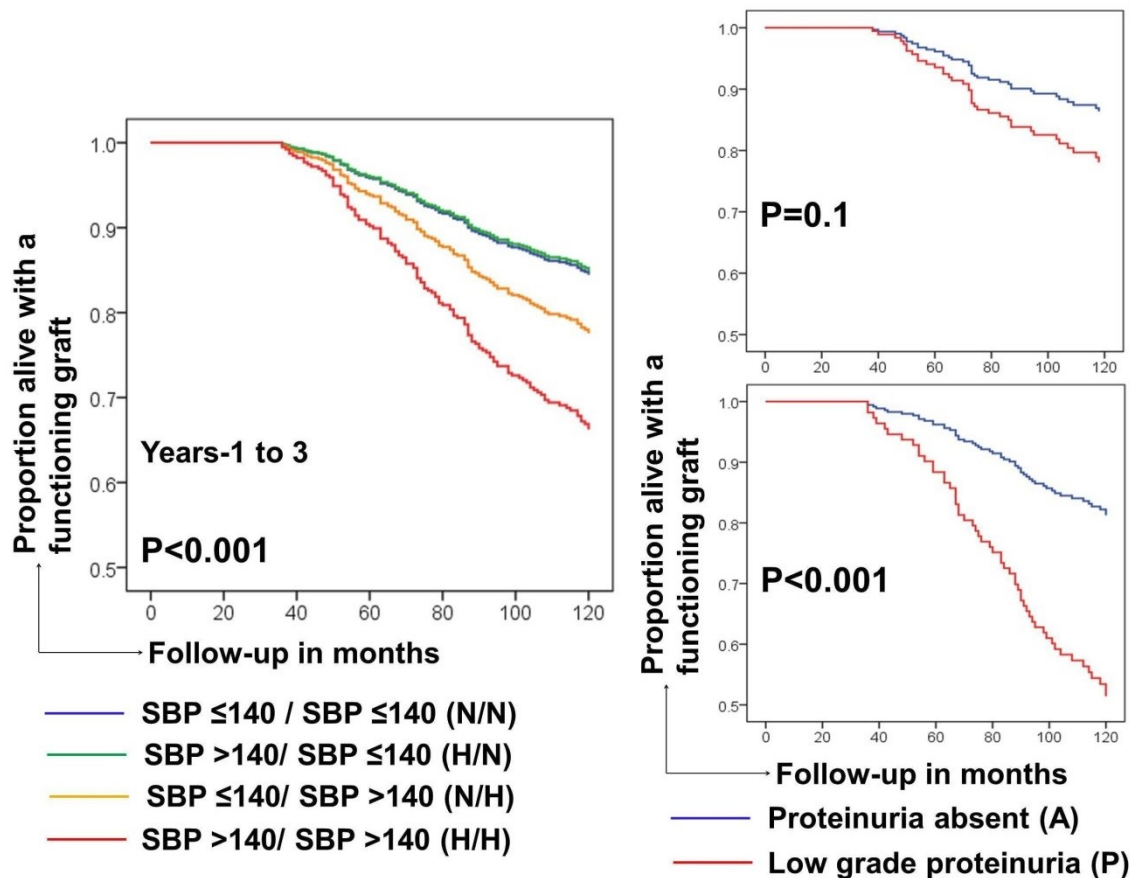 Proportion alive with a
functioning graft
1.0
0.9
0.8
0.7
0.6
0.5
Years-1 to 3
P<0.001
0 20 40 60 80 100 120
Follow-up in months
SBP ≤140 / SBP ≤140 (N/N)
SBP >140/ SBP ≤140 (H/N)
SBP ≤140/ SBP >140 (N/H)
SBP >140/ SBP >140 (H/H)
1.0
0.9
0.8
0.7
0.6
0.5
P=0.1
0 20 40 60 80 100 120
Proportion alive with a
functioning graft
1.0
0.9
0.8
0.7
0.6
0.5
P<0.001
0 20 40 60 80 100 120
Follow-up in months
Proteinuria absent (A)
Low grade proteinuria (P)